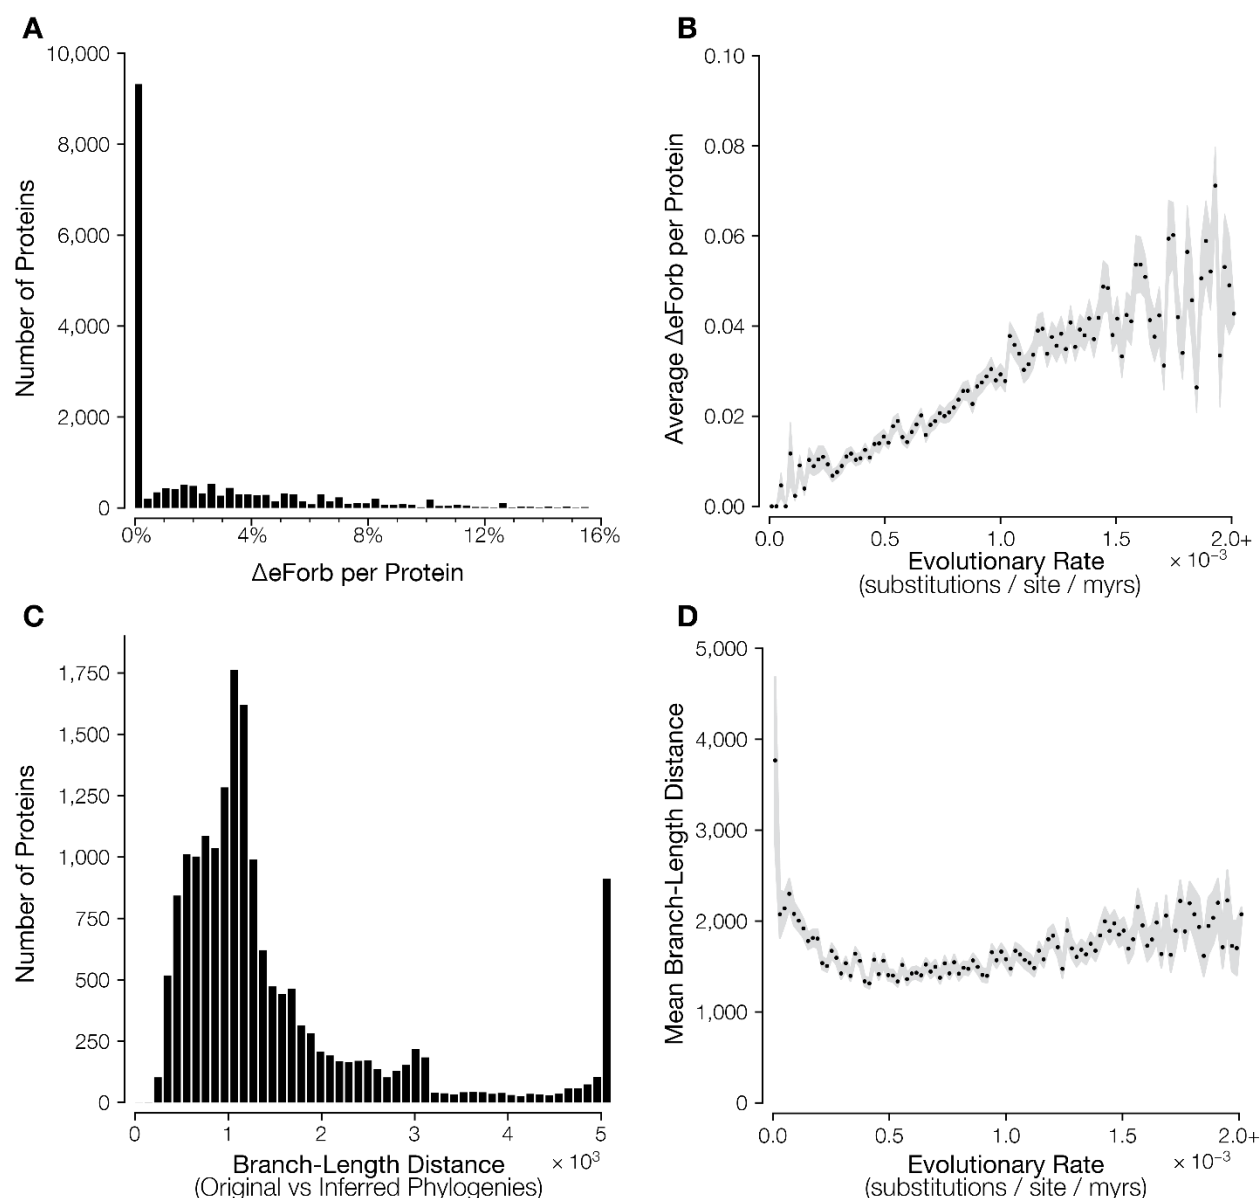 A
10,000
8,000
6,000
4,000
2,000
0
Number of Proteins
0% 4% 8% 12% 16%
ΔeForb per Protein
B
0.10
0.08
0.06
0.04
0.02
0.00
Average ΔeForb per Protein
0.0 0.5 1.0 1.5 2.0+
Evolutionary Rate × 10⁻³
(substitutions / site / myrs)
C
1,750
1,500
1,250
1,000
750
500
250
0
Number of Proteins
0 1 2 3 4 5
Branch-Length Distance × 10³
(Original vs Inferred Phylogenies)
D
5,000
4,000
3,000
2,000
1,000
0
Mean Branch-Length Distance
0.0 0.5 1.0 1.5 2.0+
Evolutionary Rate × 10⁻³
(substitutions / site / myrs)